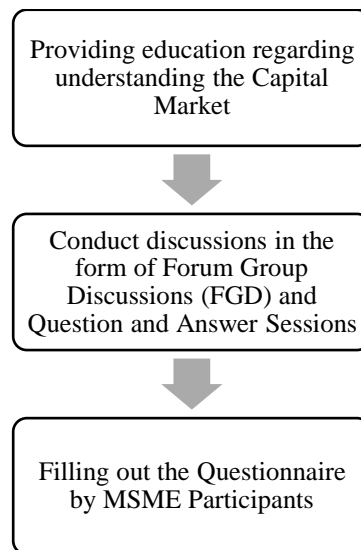 Providing education regarding
understanding the Capital
Market
Conduct discussions in the
form of Forum Group
Discussions (FGD) and
Question and Answer Sessions
Filling out the Questionnaire
by MSME Participants